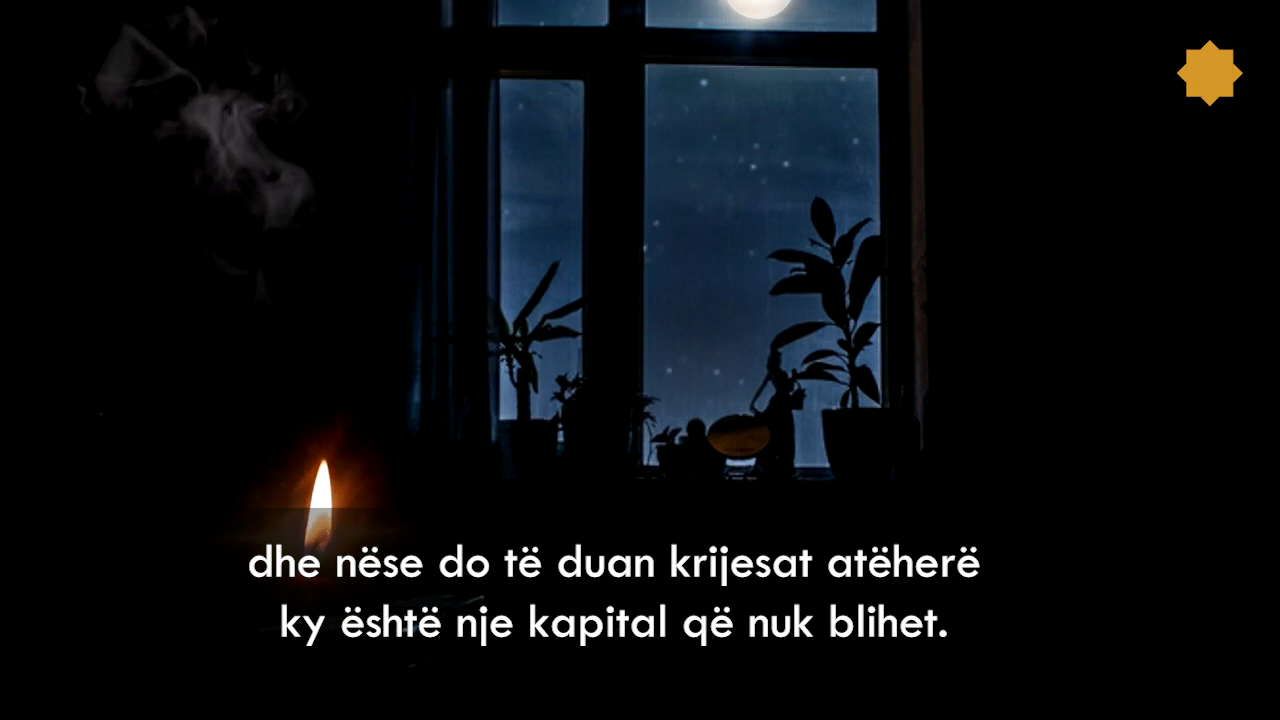 dhe nëse do të duan krijesat atëherë
ky është nje kapital që nuk blihet.